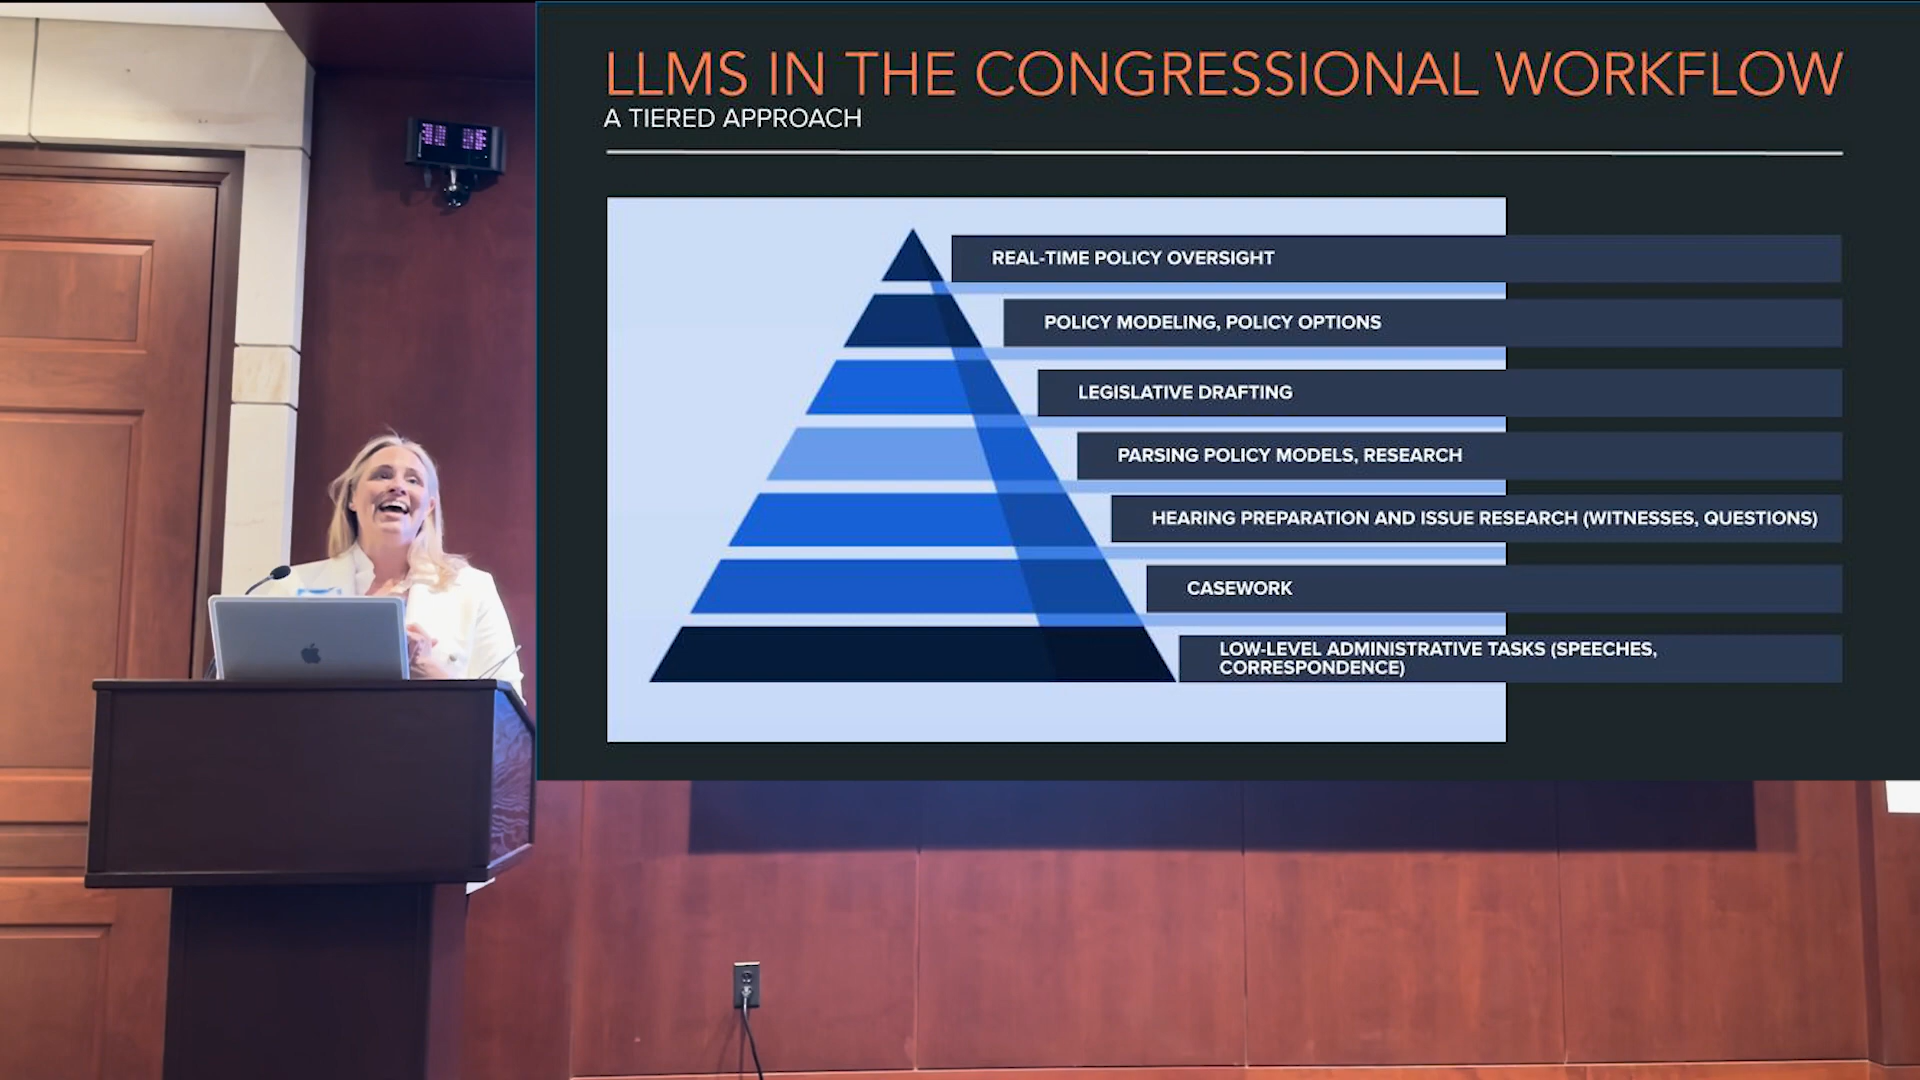 LLMS IN THE CONGRESSIONAL WORKFLOW
A TIERED APPROACH
REAL-TIME POLICY OVERSIGHT
POLICY MODELING, POLICY OPTIONS
LEGISLATIVE DRAFTING
PARSING POLICY MODELS, RESEARCH
HEARING PREPARATION AND ISSUE RESEARCH (WITNESSES, QUESTIONS)
CASEWORK
LOW-LEVEL ADMINISTRATIVE TASKS (SPEECHES,
CORRESPONDENCE)